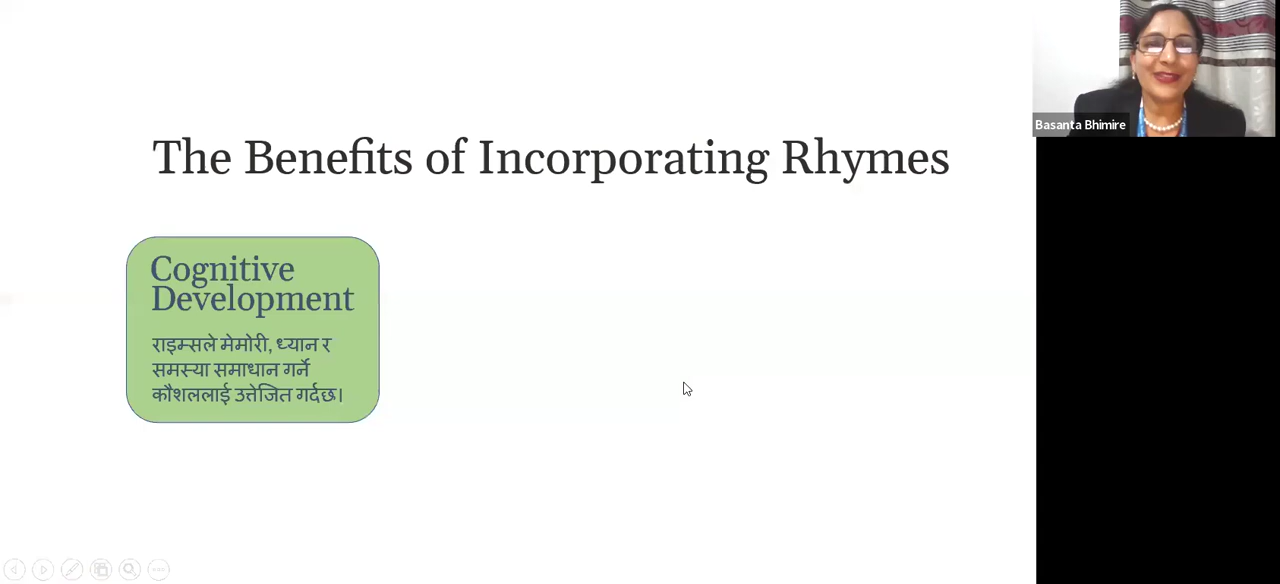 Basanta Bhimire
The Benefits of Incorporating Rhymes
Cognitive
Development
राइम्सले मेमोरी, ध्यान र
समस्या समाधान गर्ने
कौशललाई उत्तेजित गर्दछ।